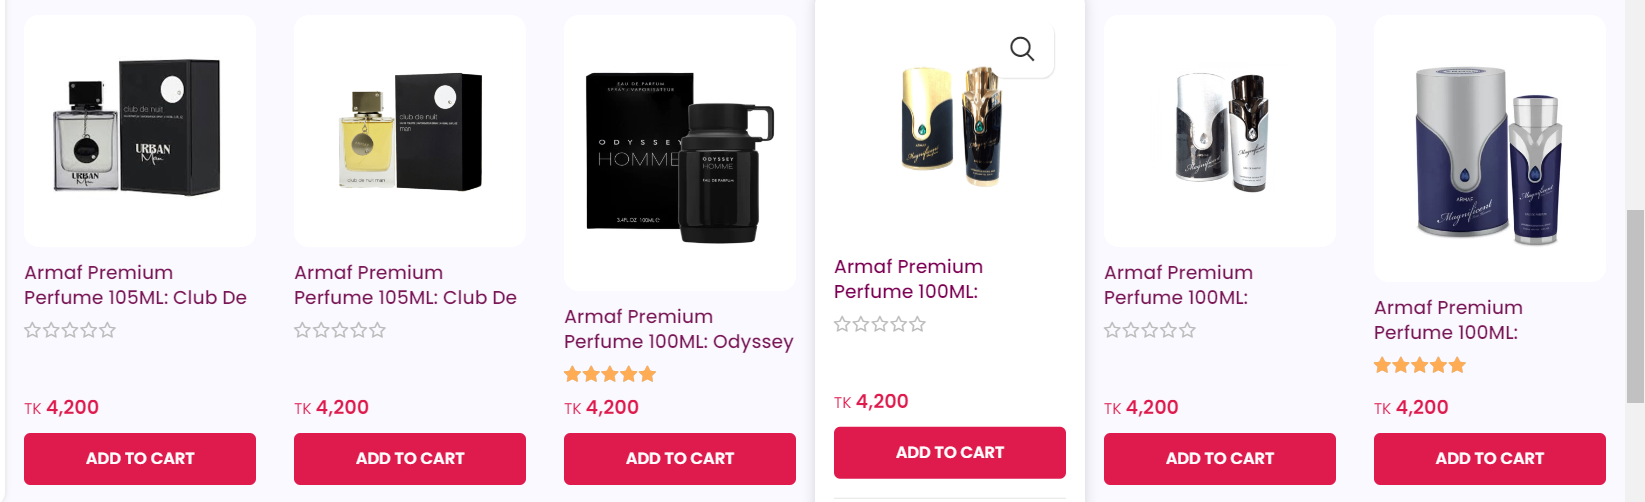 club de nuit
URBAN
Man
URBAN
Man
Armaf Premium
Perfume 105ML: Club De
TK 4,200
ADD TO CART
club de nuit
man
club de nuit man
Armaf Premium
Perfume 105ML: Club De
TK 4,200
ADD TO CART
EAU DE PARFUM
SPRAY / VAPORISATEUR
ODYSSEY
HOMME
3.4FL.OZ 100ML℮
ODYSSEY
HOMME
EAU DE PARFUM
Armaf Premium
Perfume 100ML: Odyssey
TK 4,200
ADD TO CART
ARMAF
Magnificent
Armaf Premium
Perfume 100ML:
TK 4,200
ADD TO CART
Magnificent
Armaf Premium
Perfume 100ML:
TK 4,200
ADD TO CART
ARMAF
Magnificent
Magnificent
Armaf Premium
Perfume 100ML:
TK 4,200
ADD TO CART